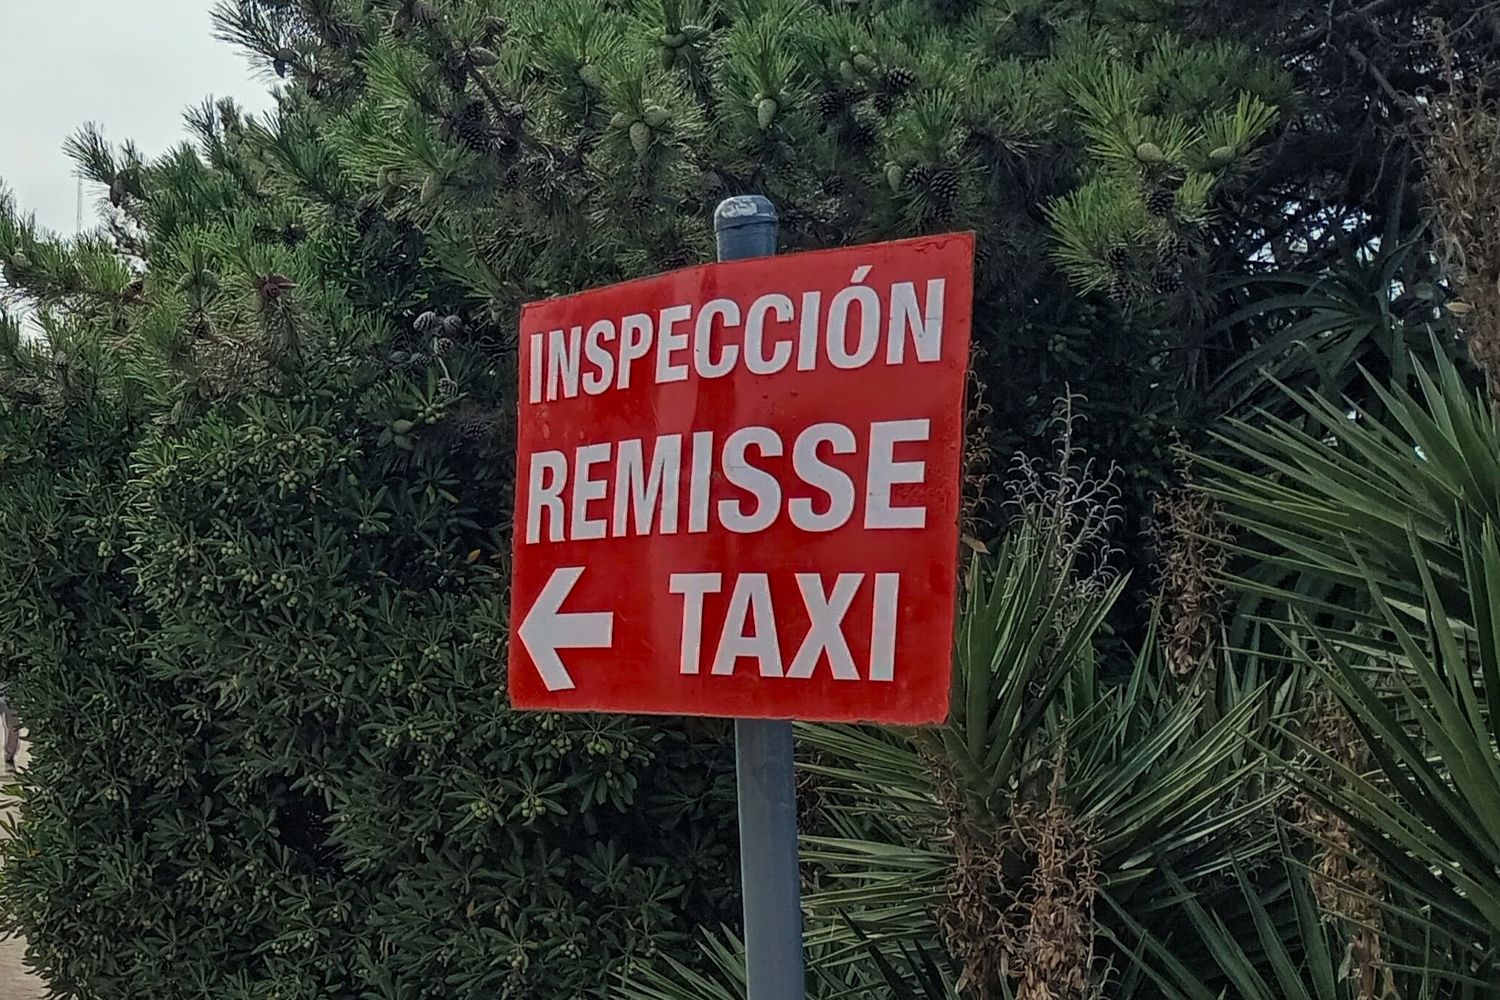 INSPECCIÓN
REMISSE
← TAXI